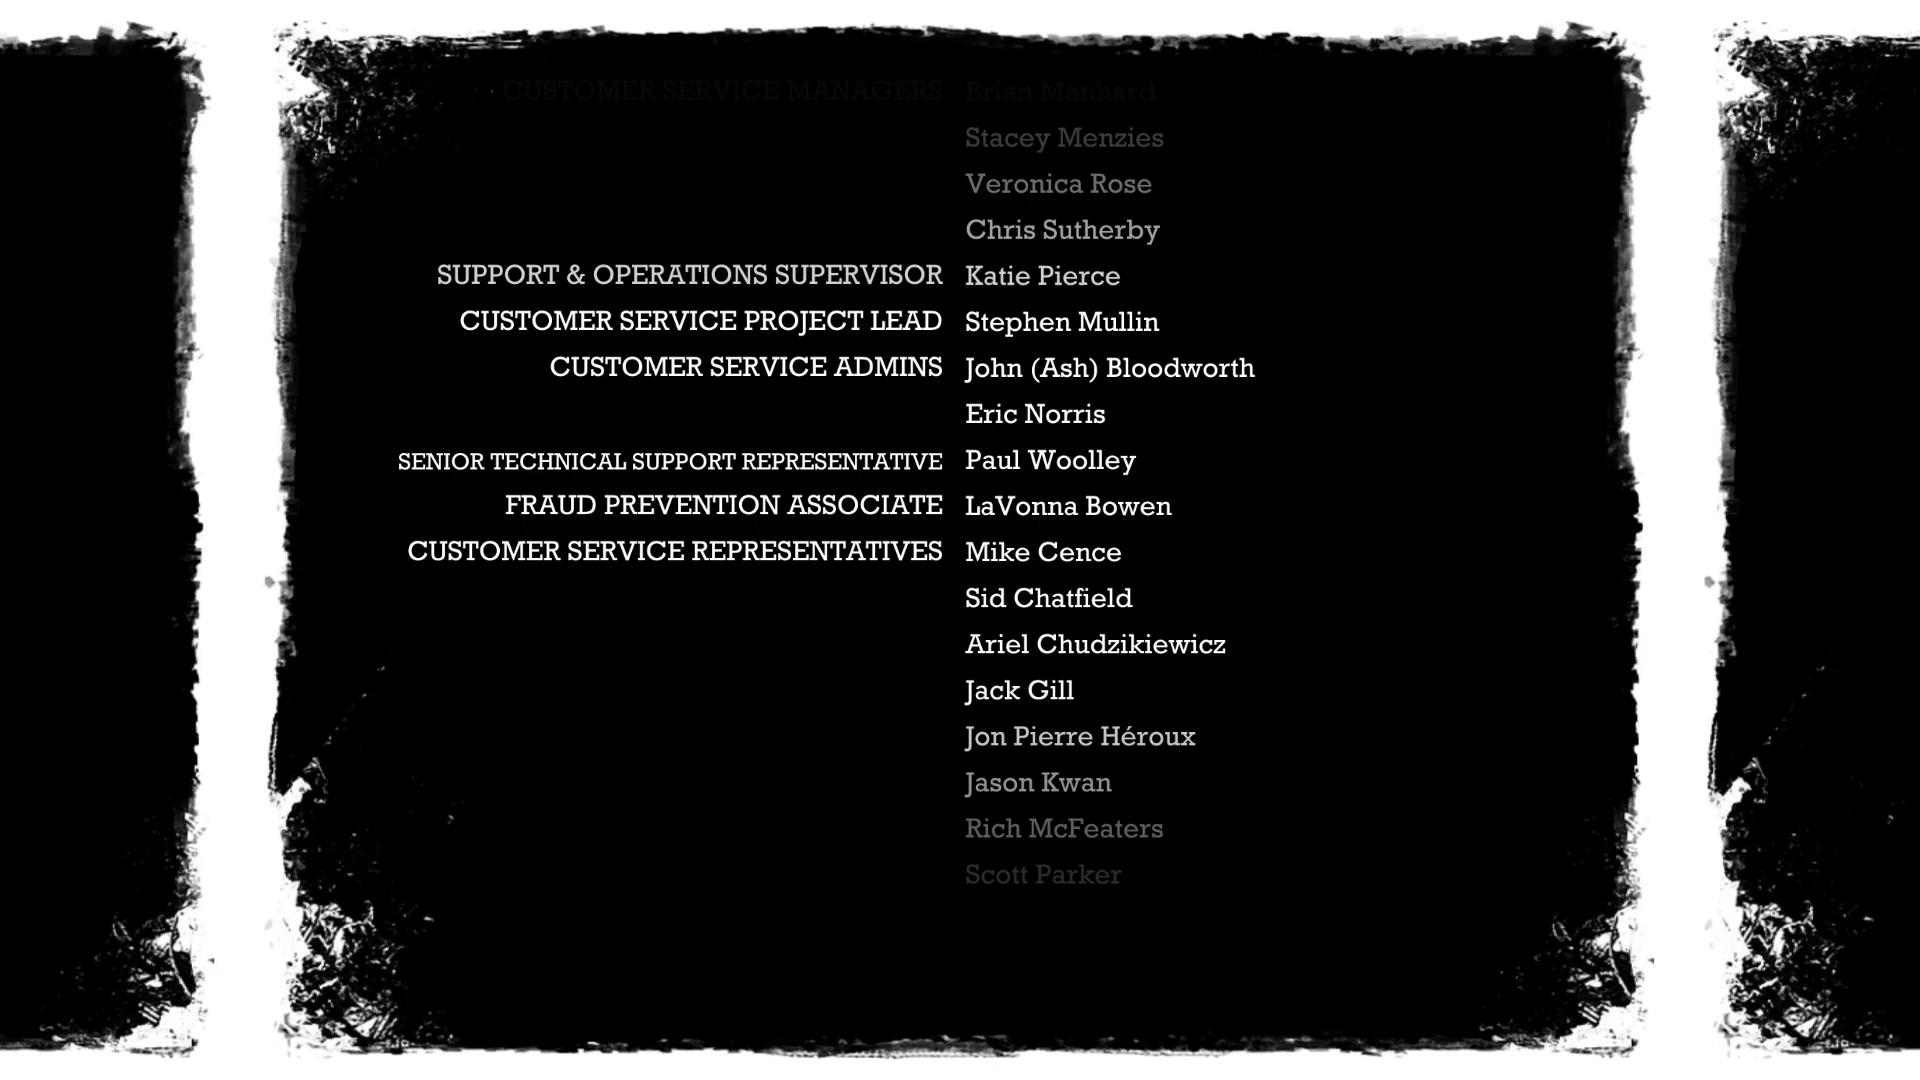 CUSTOMER SERVICE MANAGERS Brian Manhard
Stacey Menzies
Veronica Rose
Chris Sutherby
SUPPORT & OPERATIONS SUPERVISOR Katie Pierce
CUSTOMER SERVICE PROJECT LEAD Stephen Mullin
CUSTOMER SERVICE ADMINS John (Ash) Bloodworth
Eric Norris
SENIOR TECHNICAL SUPPORT REPRESENTATIVE Paul Woolley
FRAUD PREVENTION ASSOCIATE LaVonna Bowen
CUSTOMER SERVICE REPRESENTATIVES Mike Cence
Sid Chatfield
Ariel Chudzikiewicz
Jack Gill
Jon Pierre Héroux
Jason Kwan
Rich McFeaters
Scott Parker